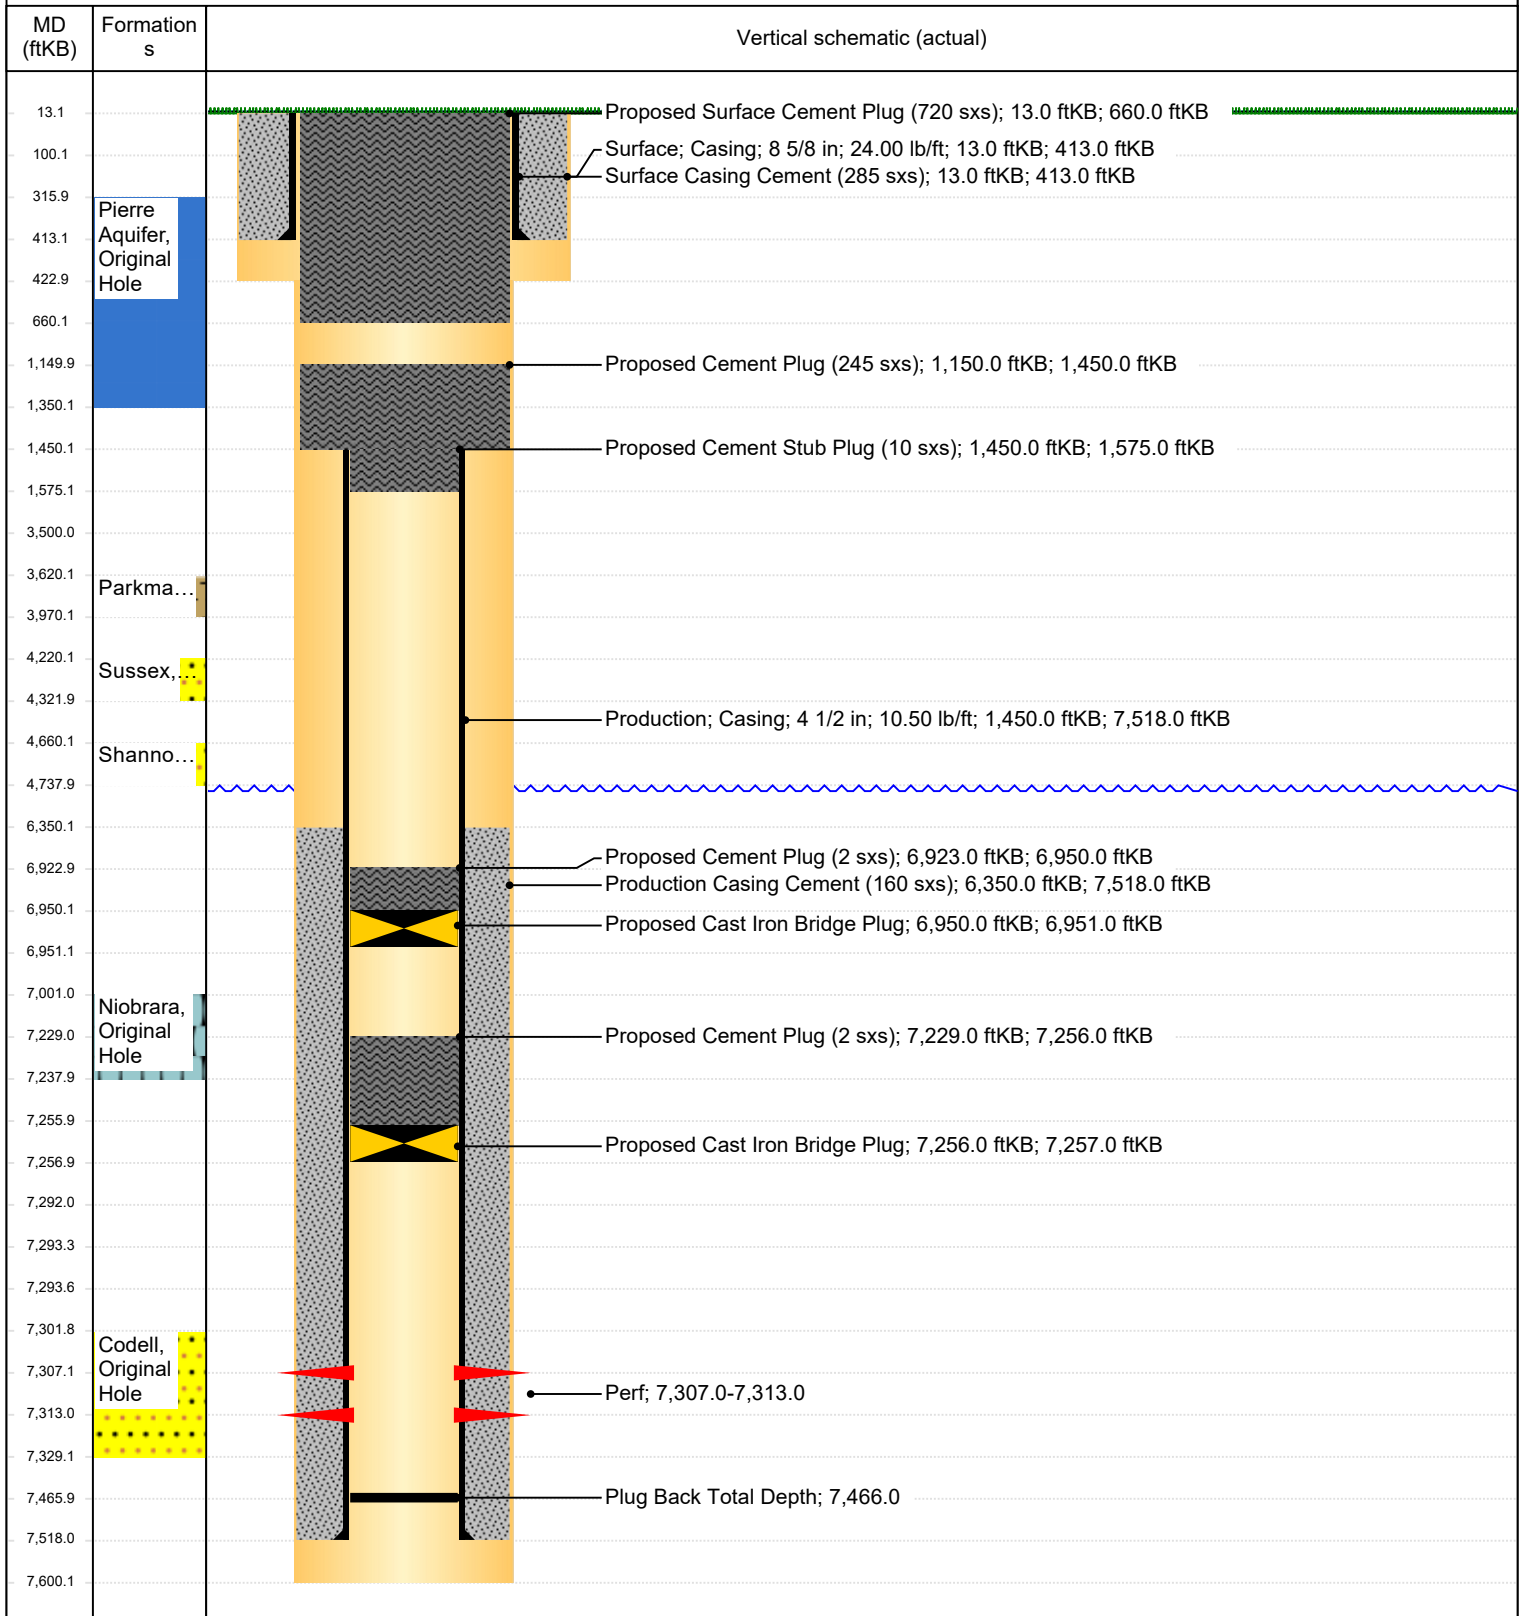 MD
(ftKB)
Formation
s
Vertical schematic (actual)
13.1
Proposed Surface Cement Plug (720 sxs); 13.0 ftKB; 660.0 ftKB
100.1
Surface; Casing; 8 5/8 in; 24.00 lb/ft; 13.0 ftKB; 413.0 ftKB
Surface Casing Cement (285 sxs); 13.0 ftKB; 413.0 ftKB
315.9
Pierre
Aquifer,
Original
Hole
413.1
422.9
660.1
1,149.9
Proposed Cement Plug (245 sxs); 1,150.0 ftKB; 1,450.0 ftKB
1,350.1
1,450.1
Proposed Cement Stub Plug (10 sxs); 1,450.0 ftKB; 1,575.0 ftKB
1,575.1
3,500.0
3,620.1
Parkma...
3,970.1
4,220.1
Sussex,...
4,321.9
Production; Casing; 4 1/2 in; 10.50 lb/ft; 1,450.0 ftKB; 7,518.0 ftKB
4,660.1
Shanno...
4,737.9
6,350.1
Proposed Cement Plug (2 sxs); 6,923.0 ftKB; 6,950.0 ftKB
6,922.9
Production Casing Cement (160 sxs); 6,350.0 ftKB; 7,518.0 ftKB
6,950.1
Proposed Cast Iron Bridge Plug; 6,950.0 ftKB; 6,951.0 ftKB
6,951.1
7,001.0
Niobrara,
Original
Hole
7,229.0
Proposed Cement Plug (2 sxs); 7,229.0 ftKB; 7,256.0 ftKB
7,237.9
7,255.9
Proposed Cast Iron Bridge Plug; 7,256.0 ftKB; 7,257.0 ftKB
7,256.9
7,292.0
7,293.3
7,293.6
7,301.8
Codell,
Original
Hole
7,307.1
Perf; 7,307.0-7,313.0
7,313.0
7,329.1
7,465.9
Plug Back Total Depth; 7,466.0
7,518.0
7,600.1